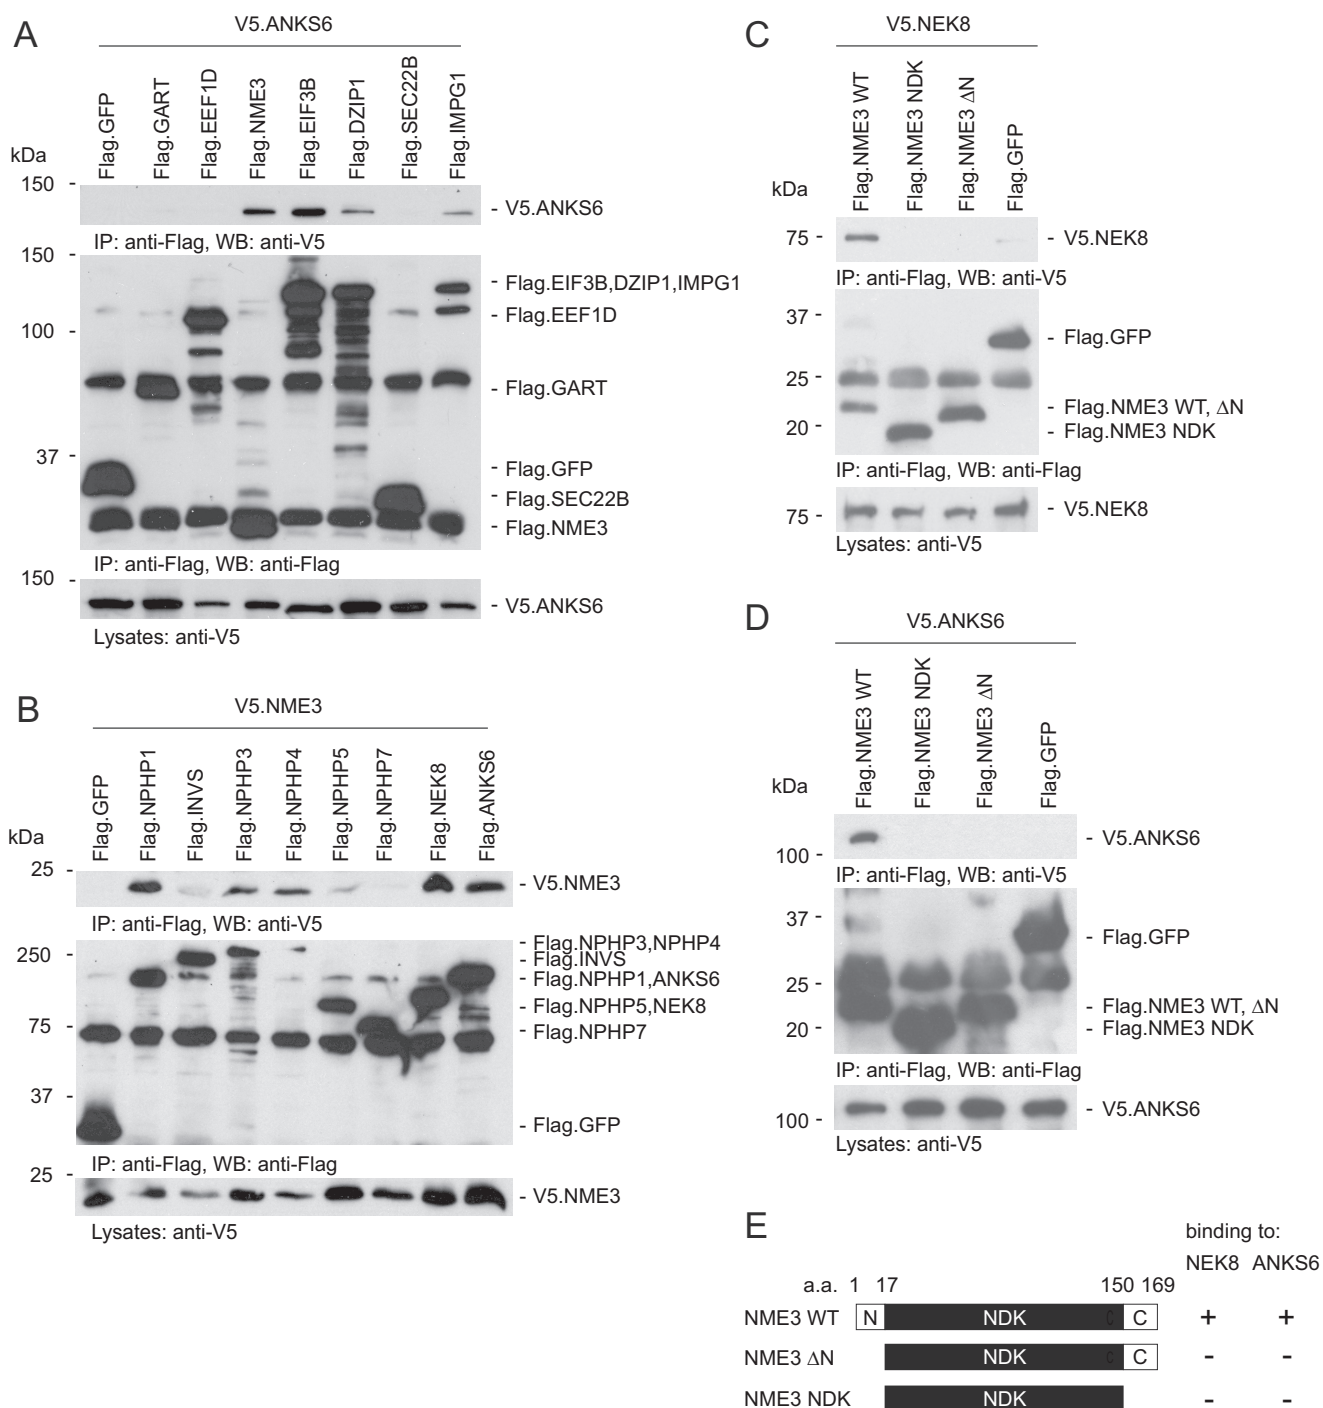 A
V5.ANKS6
Flag.GFP
Flag.GART
Flag.EEF1D
Flag.NME3
Flag.EIF3B
Flag.DZIP1
Flag.SEC22B
Flag.IMPG1
kDa
150 -
- V5.ANKS6
IP: anti-Flag, WB: anti-V5
150 -
- Flag.EIF3B,DZIP1,IMPG1
- Flag.EEF1D
100 -
- Flag.GART
37 -
- Flag.GFP
- Flag.SEC22B
- Flag.NME3
IP: anti-Flag, WB: anti-Flag
150 -
- V5.ANKS6
Lysates: anti-V5
B
V5.NME3
Flag.GFP
Flag.NPHP1
Flag.INVS
Flag.NPHP3
Flag.NPHP4
Flag.NPHP5
Flag.NPHP7
Flag.NEK8
Flag.ANKS6
kDa
25 -
- V5.NME3
IP: anti-Flag, WB: anti-V5
- Flag.NPHP3,NPHP4
250 -
- Flag.INVS
- Flag.NPHP1,ANKS6
- Flag.NPHP5,NEK8
75 -
- Flag.NPHP7
37 -
- Flag.GFP
IP: anti-Flag, WB: anti-Flag
25 -
- V5.NME3
Lysates: anti-V5
C
V5.NEK8
Flag.NME3 WT
Flag.NME3 NDK
Flag.NME3 ΔN
Flag.GFP
kDa
75 -
- V5.NEK8
IP: anti-Flag, WB: anti-V5
37 -
- Flag.GFP
25 -
- Flag.NME3 WT, ΔN
20 -
- Flag.NME3 NDK
IP: anti-Flag, WB: anti-Flag
75 -
- V5.NEK8
Lysates: anti-V5
D
V5.ANKS6
Flag.NME3 WT
Flag.NME3 NDK
Flag.NME3 ΔN
Flag.GFP
kDa
- V5.ANKS6
100 -
IP: anti-Flag, WB: anti-V5
37 -
- Flag.GFP
25 -
- Flag.NME3 WT, ΔN
20 -
- Flag.NME3 NDK
IP: anti-Flag, WB: anti-Flag
- V5.ANKS6
100 -
Lysates: anti-V5
E
binding to:
NEK8 ANKS6
a.a. 1 17 150 169
NME3 WT N NDK C C + +
NME3 ΔN NDK C C - -
NME3 NDK NDK - -